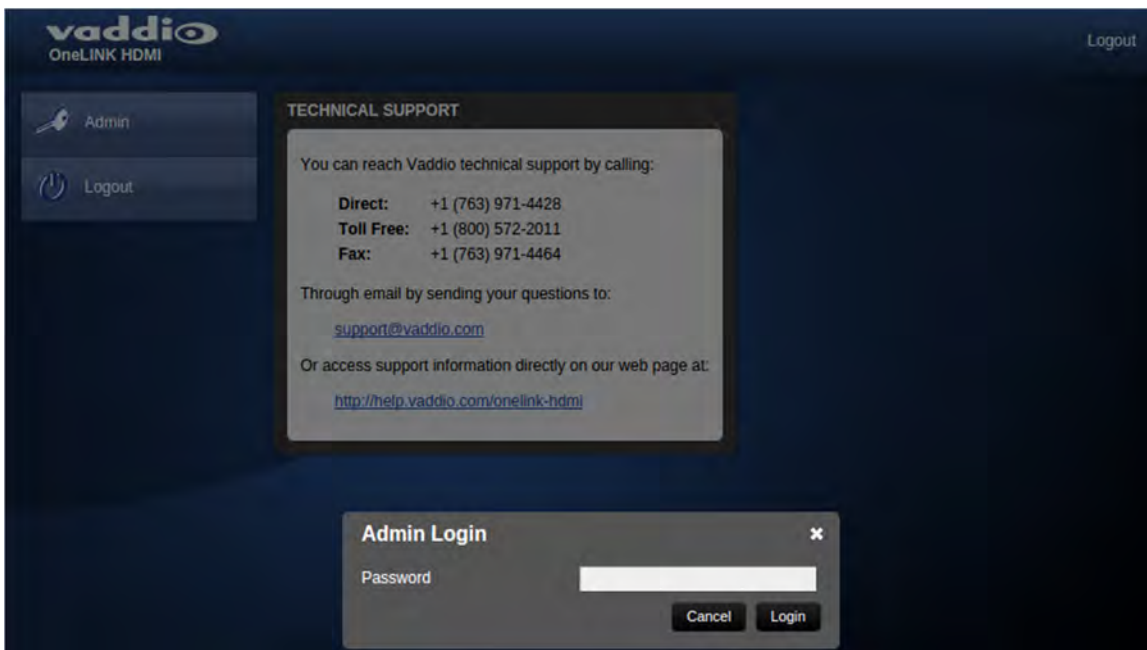 vaddio
OneLINK HDMI
Logout
Admin
Logout
TECHNICAL SUPPORT
You can reach Vaddio technical support by calling:
Direct: +1 (763) 971-4428
Toll Free: +1 (800) 572-2011
Fax: +1 (763) 971-4464
Through email by sending your questions to:
support@vaddio.com
Or access support information directly on our web page at:
http://help.vaddio.com/onelink-hdmi
Admin Login
Password
Cancel Login